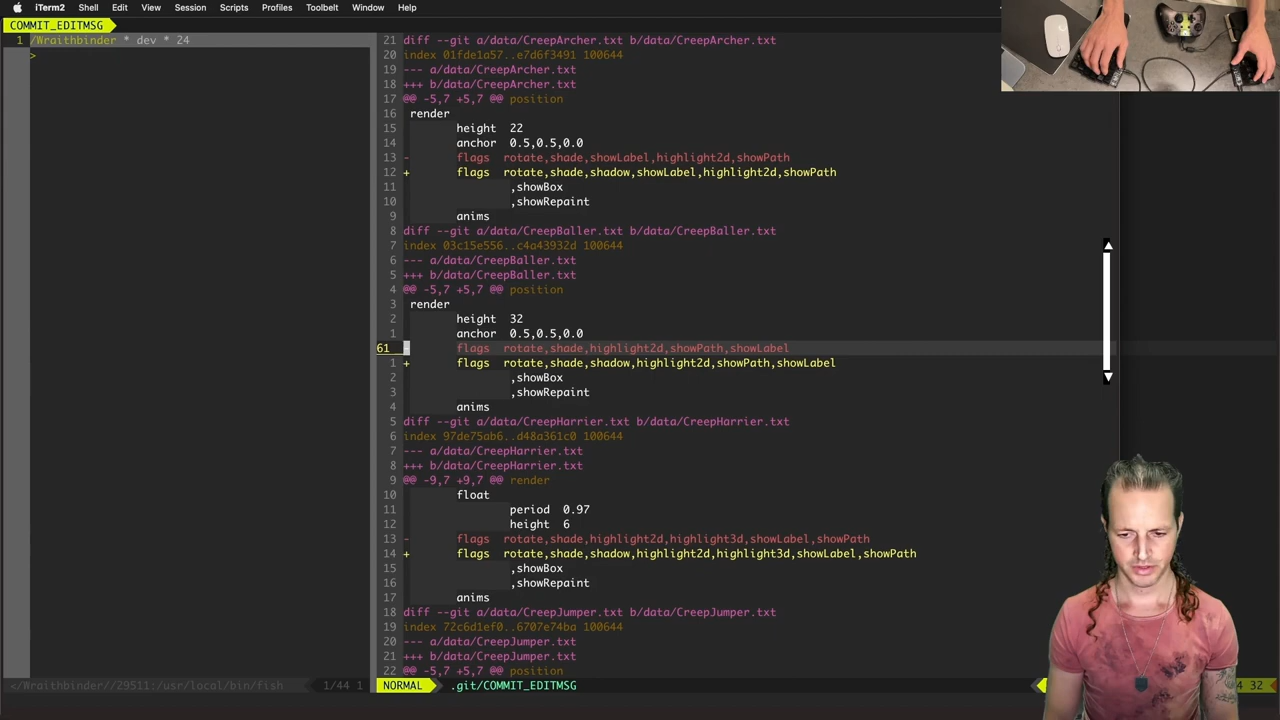 iTerm2 Shell Edit View Session Scripts Profiles Toolbelt Window Help
COMMIT_EDITMSG
1 /Wraithbinder * dev * 24
>
21 diff --git a/data/CreepArcher.txt b/data/CreepArcher.txt
20 index 01fde1a57..e7d6f3491 100644
19 --- a/data/CreepArcher.txt
18 +++ b/data/CreepArcher.txt
17 @@ -5,7 +5,7 @@ position
16 render
15 height 22
14 anchor 0.5,0.5,0.0
13 - flags rotate,shade,showLabel,highlight2d,showPath
12 + flags rotate,shade,shadow,showLabel,highlight2d,showPath
11 ,showBox
10 ,showRepaint
9 anims
8 diff --git a/data/CreepBaller.txt b/data/CreepBaller.txt
7 index 03c15e556..c4a43932d 100644
6 --- a/data/CreepBaller.txt
5 +++ b/data/CreepBaller.txt
4 @@ -5,7 +5,7 @@ position
3 render
2 height 32
1 anchor 0.5,0.5,0.0
61 - flags rotate,shade,highlight2d,showPath,showLabel
1 + flags rotate,shade,shadow,highlight2d,showPath,showLabel
2 ,showBox
3 ,showRepaint
4 anims
5 diff --git a/data/CreepHarrier.txt b/data/CreepHarrier.txt
6 index 97de75ab6..d48a361c0 100644
7 --- a/data/CreepHarrier.txt
8 +++ b/data/CreepHarrier.txt
9 @@ -9,7 +9,7 @@ render
10 float
11 period 0.97
12 height 6
13 - flags rotate,shade,highlight2d,highlight3d,showLabel,showPath
14 + flags rotate,shade,shadow,highlight2d,highlight3d,showLabel,showPath
15 ,showBox
16 ,showRepaint
17 anims
18 diff --git a/data/CreepJumper.txt b/data/CreepJumper.txt
19 index 72c6d1ef0..6707e74ba 100644
20 --- a/data/CreepJumper.txt
21 +++ b/data/CreepJumper.txt
22 @@ -5,7 +5,7 @@ position
</Wraithbinder//29511:/usr/local/bin/fish 1/44 1
NORMAL .git/COMMIT_EDITMSG
4 32